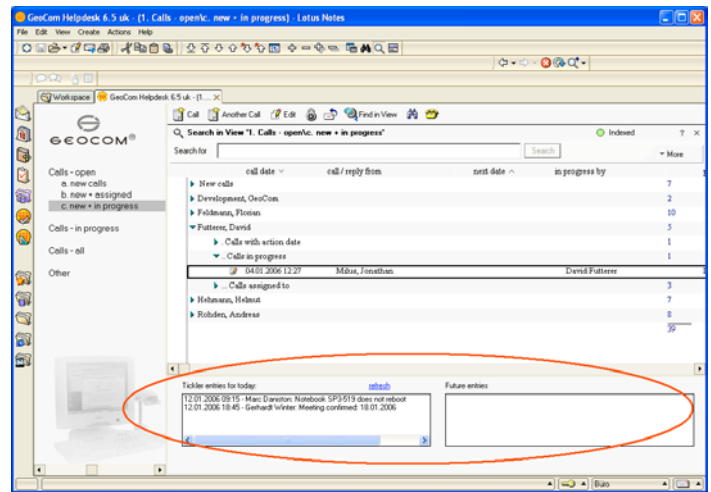 GeoCom Helpdesk 6.5 uk - (1. Calls - open\c. new + in progress) - Lotus Notes
File Edit View Create Actions Help
Workspace GeoCom Helpdesk 6.5 uk - (1. ...
Call Another Call Edit Find in View
GEOCOM®
Search in View "1. Calls - open\c. new + in progress" Indexed ?
Search for Search More
Calls - open
a. new calls
b. new + assigned
c. new + in progress
Calls - in progress
Calls - all
Other
call date call / reply from next date in progress by
New calls 7
Development, GeoCom 2
Feldmann, Florian 10
Futterer, David 5
. Calls with action date 1
.. Calls in progress 1
04.01.2006 12:27 Milus, Jonathan David Futterer 1
... Calls assigned to 3
Hehmann, Helmut 7
Rohden, Andreas 8
39
Tickler entries for today: refresh Future entries
12.01.2006 09:15 - Marc Daniston: Notebook SP3-519 does not reboot
12.01.2006 18:45 - Gerhardt Winter: Meeting confirmed: 18.01.2006
Büro